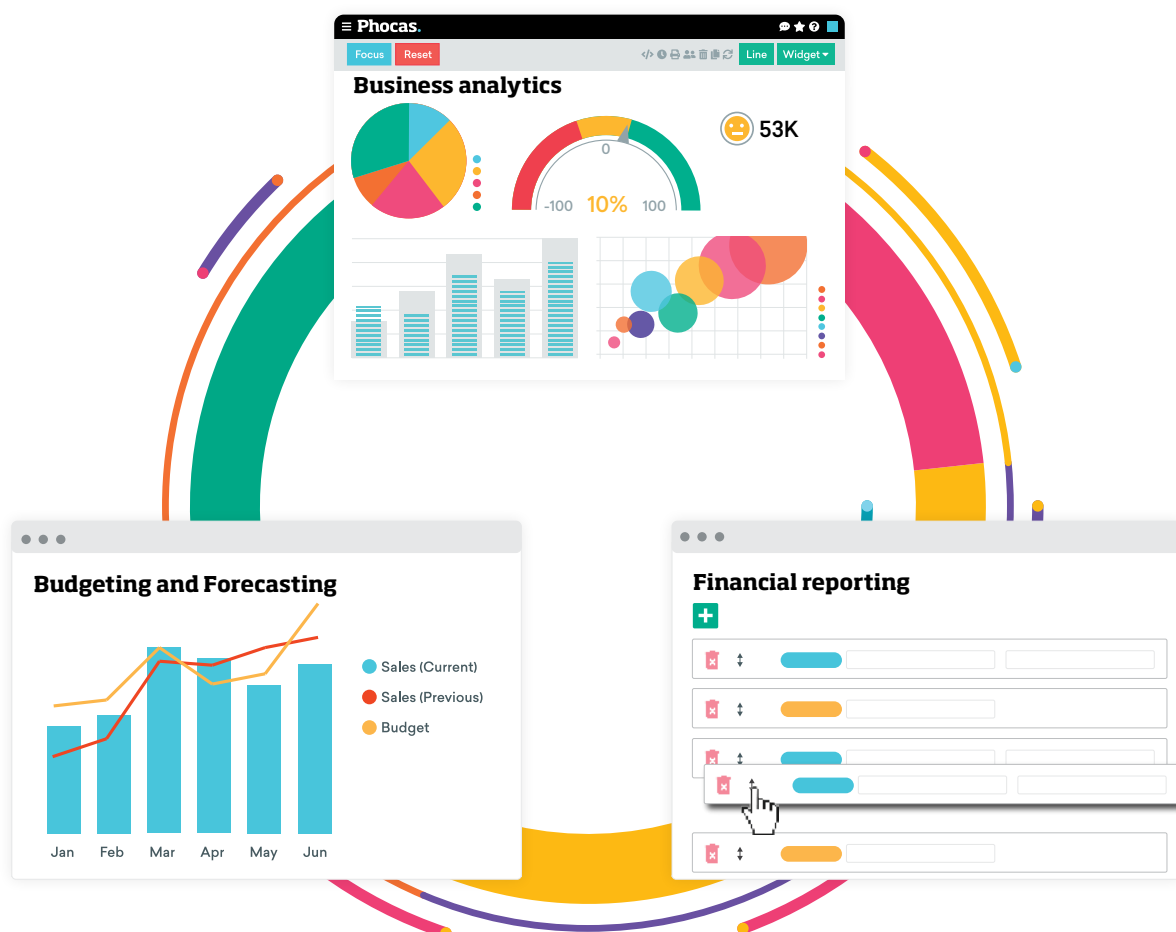 Phocas.
Focus Reset Line Widget
Business analytics
53K
0
-100 10% 100
Budgeting and Forecasting
Sales (Current)
Sales (Previous)
Budget
Jan Feb Mar Apr May Jun
Financial reporting